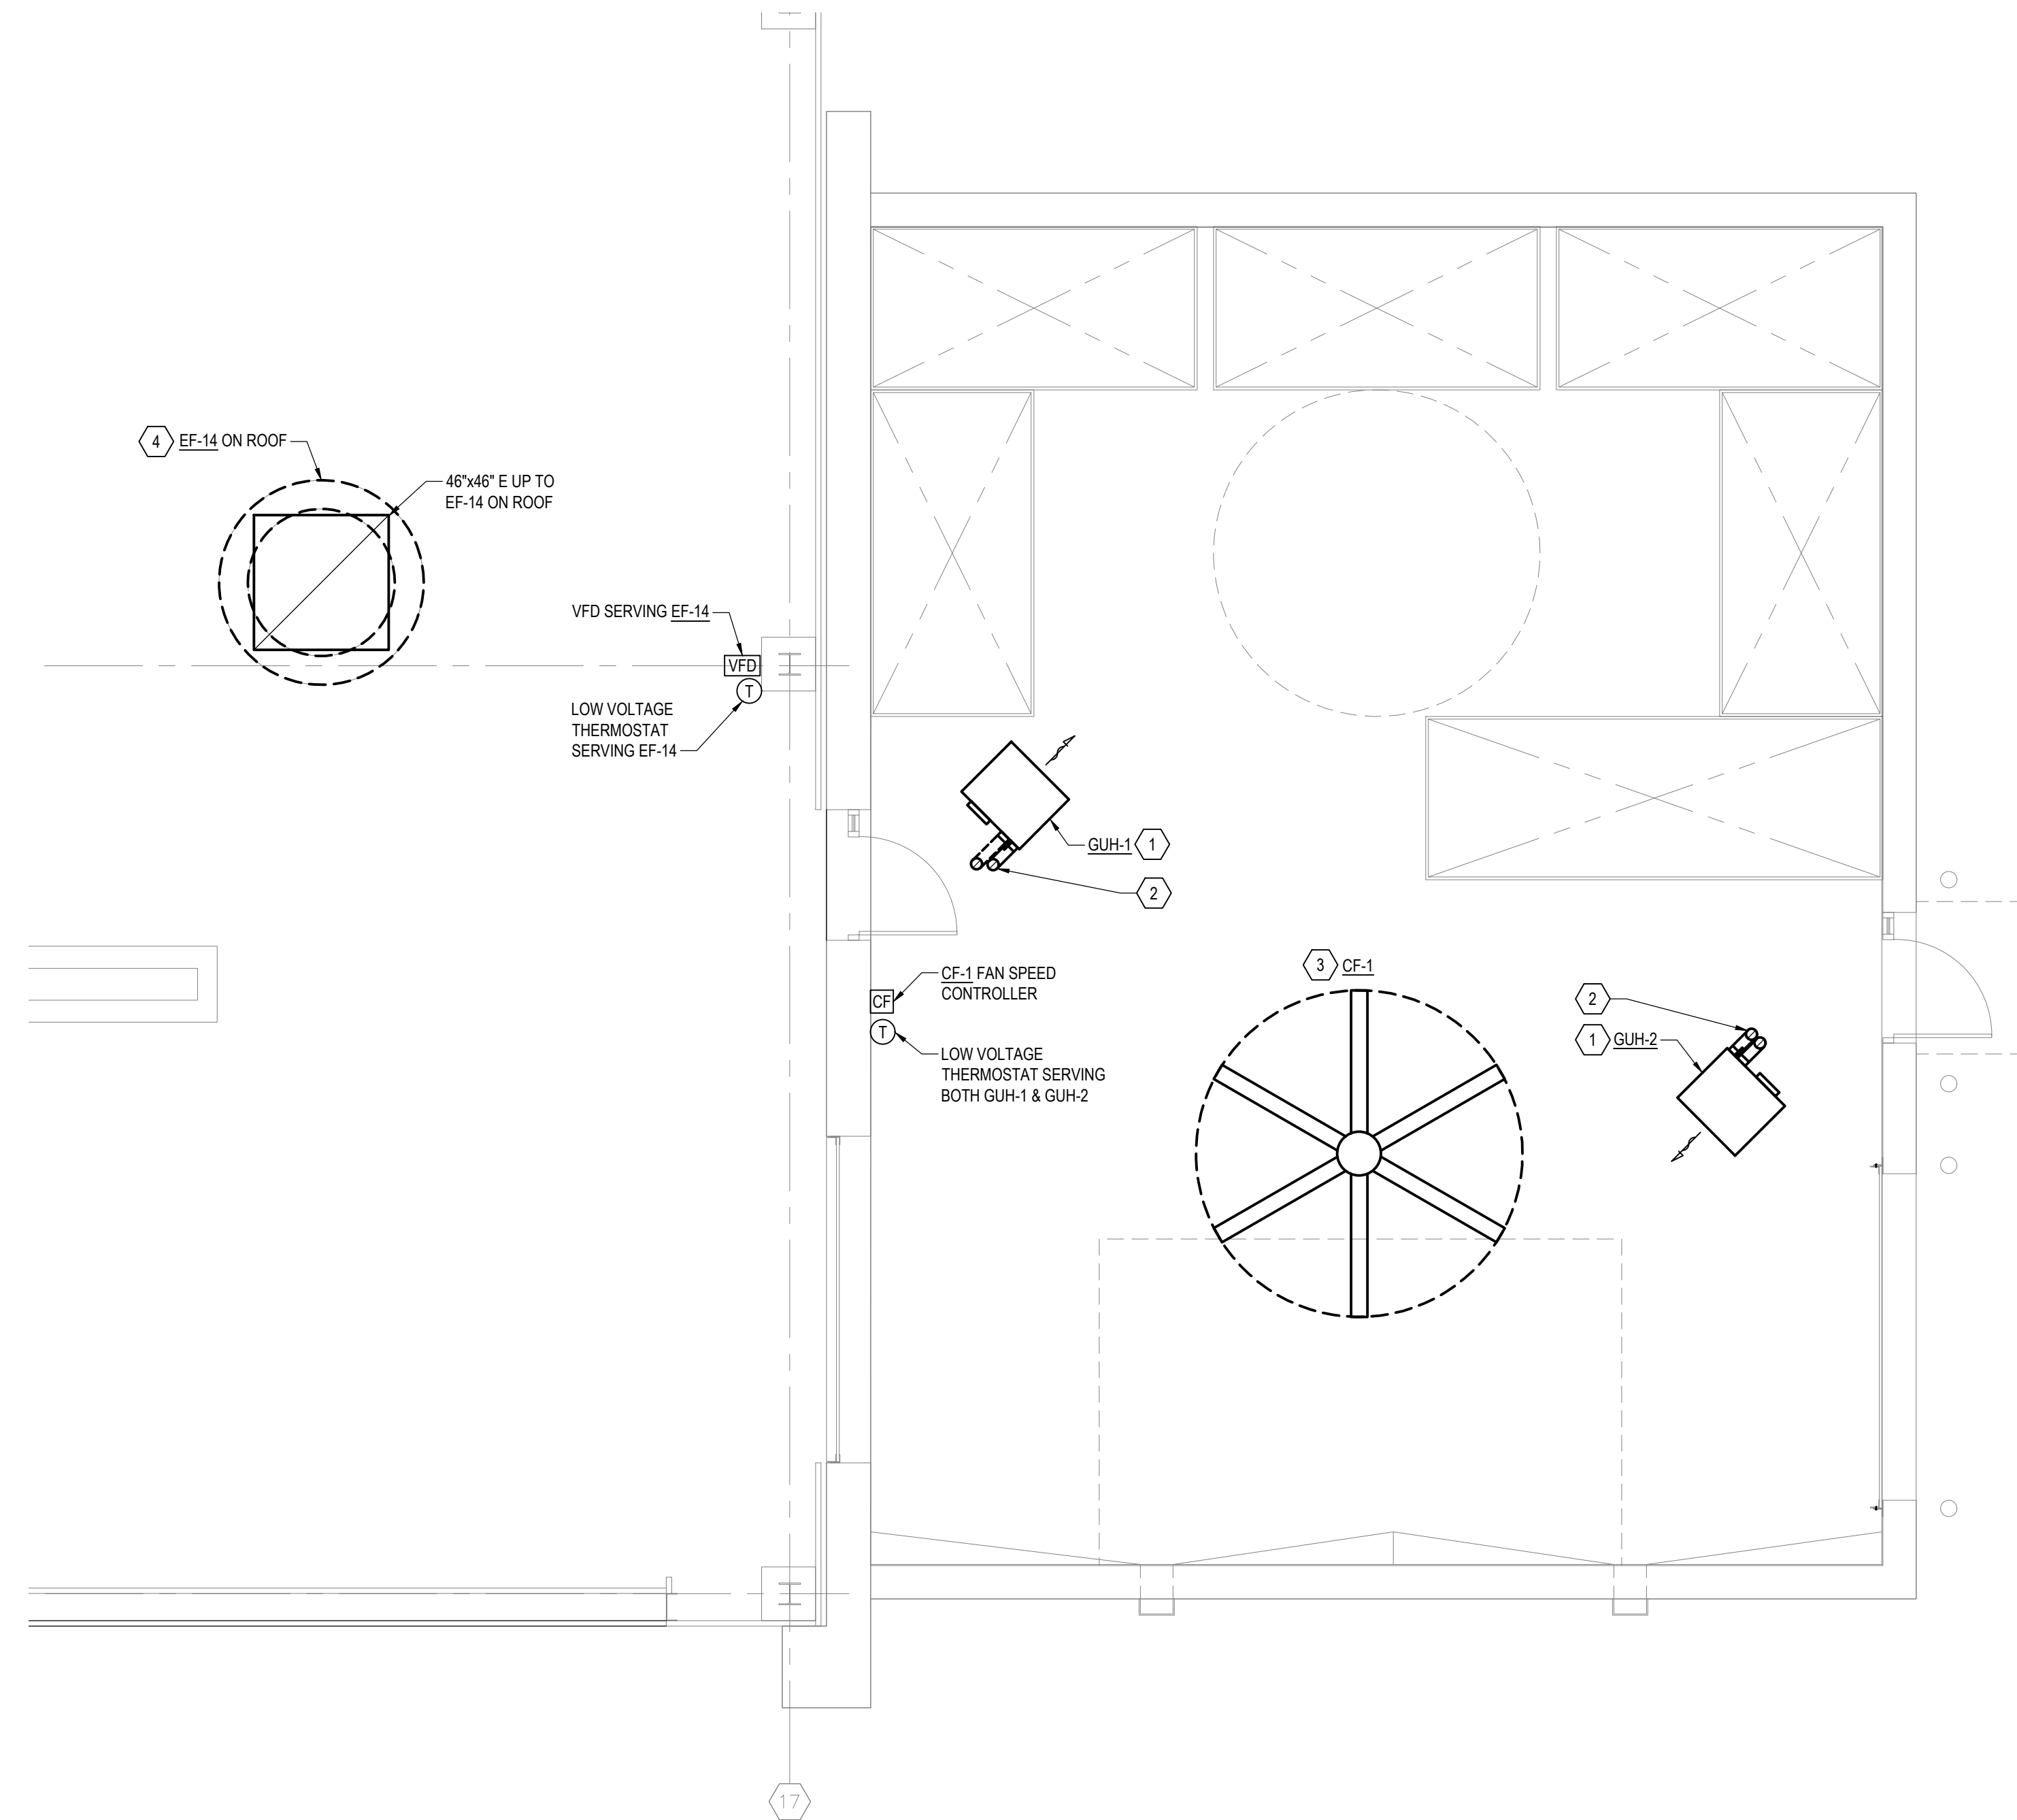 4 EF-14 ON ROOF
46"x46" E UP TO
EF-14 ON ROOF
VFD SERVING EF-14
VFD
T
LOW VOLTAGE
THERMOSTAT
SERVING EF-14
GUH-1 1
2
CF-1 FAN SPEED
CONTROLLER
CF
T
LOW VOLTAGE
THERMOSTAT SERVING
BOTH GUH-1 & GUH-2
3 CF-1
2
1 GUH-2
17